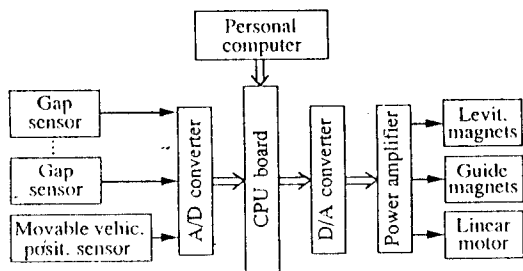 Personal
computer
Gap
sensor
Gap
sensor
Movable vehic.
posit. sensor
A/D converter
CPU board
D/A converter
Power amplifier
Levit.
magnets
Guide
magnets
Linear
motor